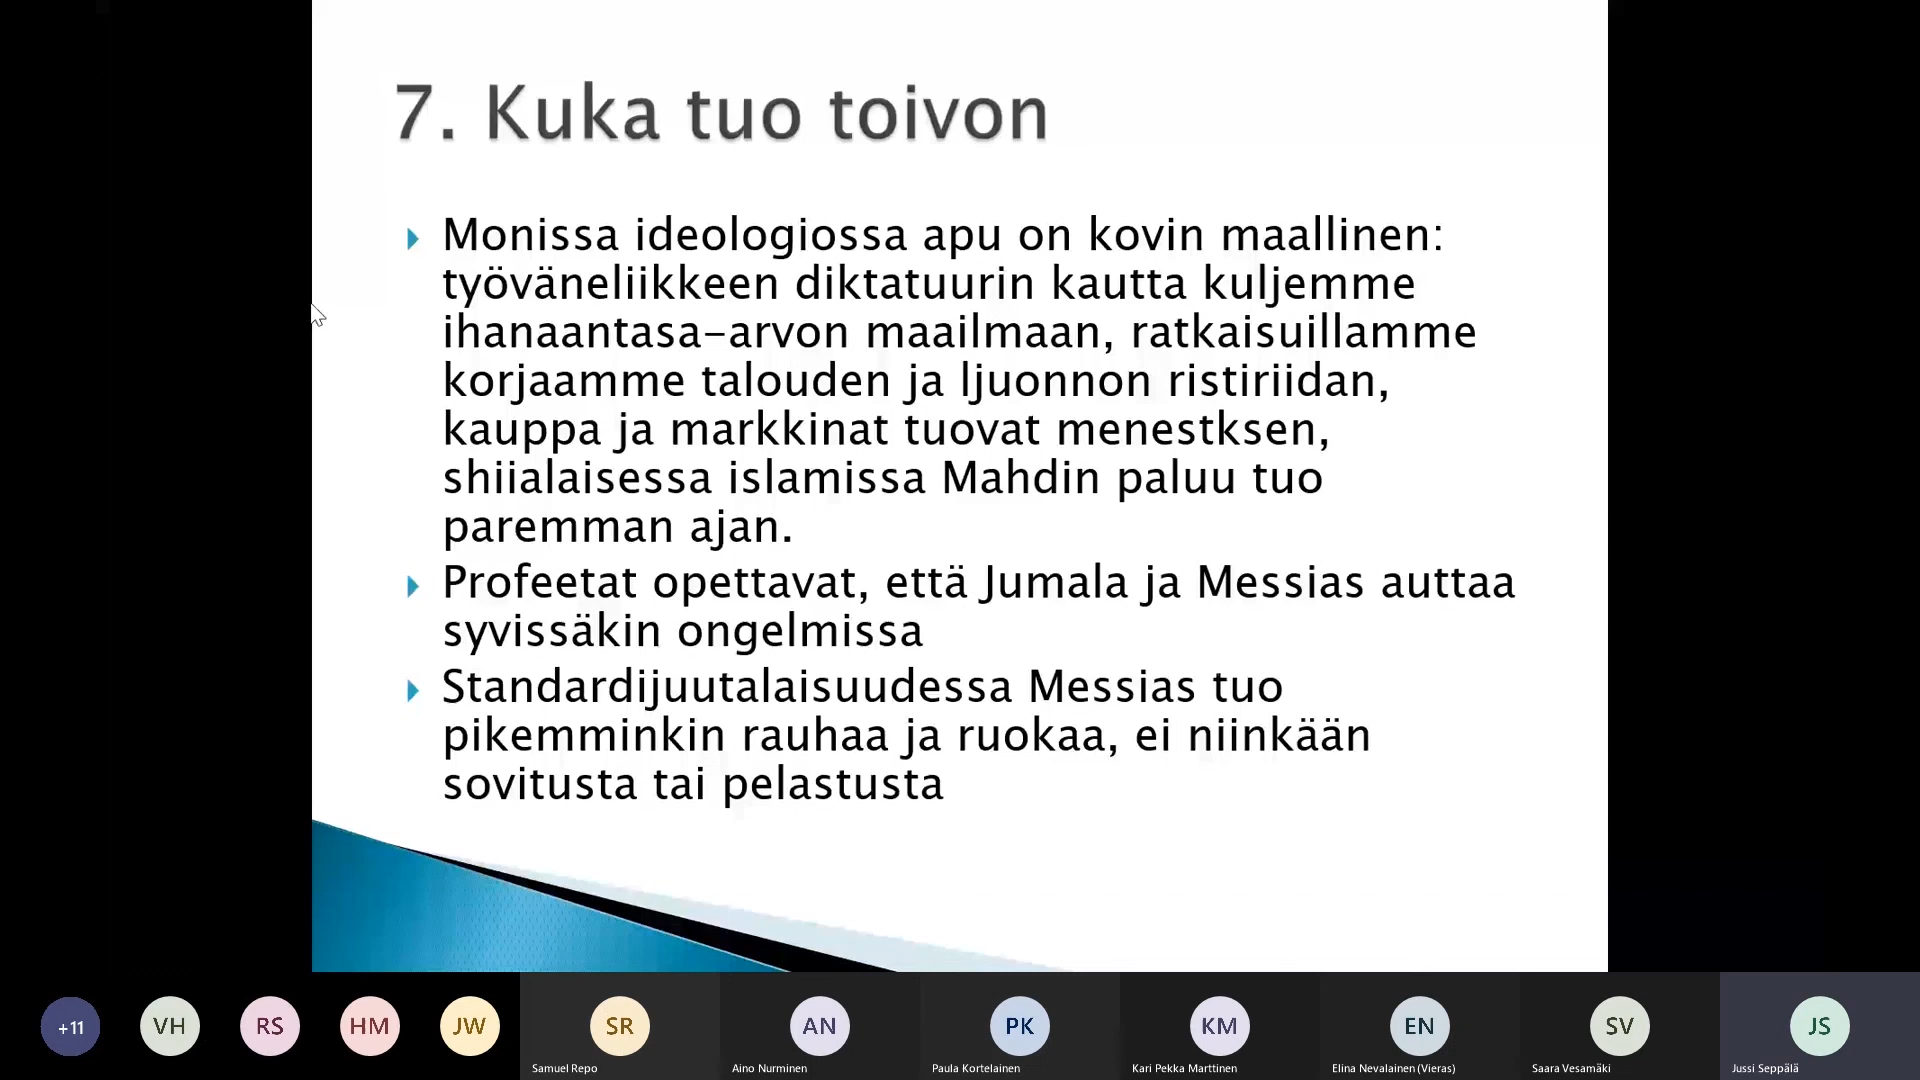 7. Kuka tuo toivon
Monissa ideologiossa apu on kovin maallinen:
työväneliikkeen diktatuurin kautta kuljemme
ihanaantasa-arvon maailmaan, ratkaisuillamme
korjaamme talouden ja ljuonnon ristiriidan,
kauppa ja markkinat tuovat menestksen,
shiialaisessa islamissa Mahdin paluu tuo
paremman ajan.
Profeetat opettavat, että Jumala ja Messias auttaa
syvissäkin ongelmissa
Standardijuutalaisuudessa Messias tuo
pikemminkin rauhaa ja ruokaa, ei niinkään
sovitusta tai pelastusta
+11 VH RS HM JW SR AN PK KM EN SV JS
Samuel Repo Aino Nurminen Paula Kortelainen Kari Pekka Marttinen Elina Nevalainen (Vieras) Saara Vesamäki Jussi Seppälä